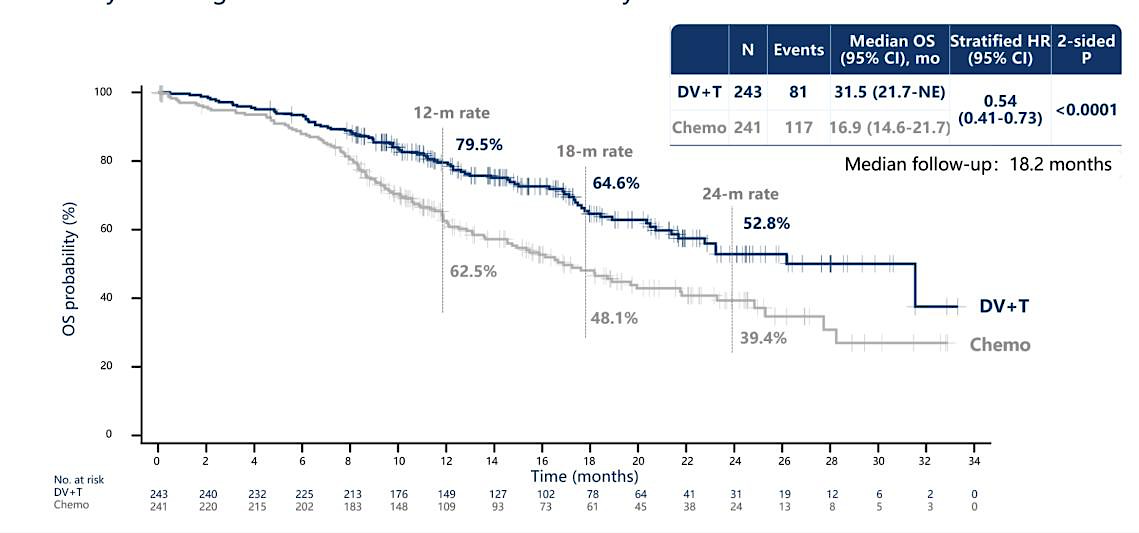 N Events Median OS (95% CI), mo Stratified HR (95% CI) 2-sided P
DV+T 243 81 31.5 (21.7-NE) 0.54 (0.41-0.73) <0.0001
Chemo 241 117 16.9 (14.6-21.7)
Median follow-up: 18.2 months
OS probability (%)
100
80
60
40
20
0
12-m rate
79.5%
62.5%
18-m rate
64.6%
48.1%
24-m rate
52.8%
39.4%
DV+T
Chemo
0 2 4 6 8 10 12 14 16 18 20 22 24 26 28 30 32 34
Time (months)
No. at risk
DV+T 243 240 232 225 213 176 149 127 102 78 64 41 31 19 12 6 2 0
Chemo 241 220 215 202 183 148 109 93 73 61 45 38 24 13 8 5 3 0